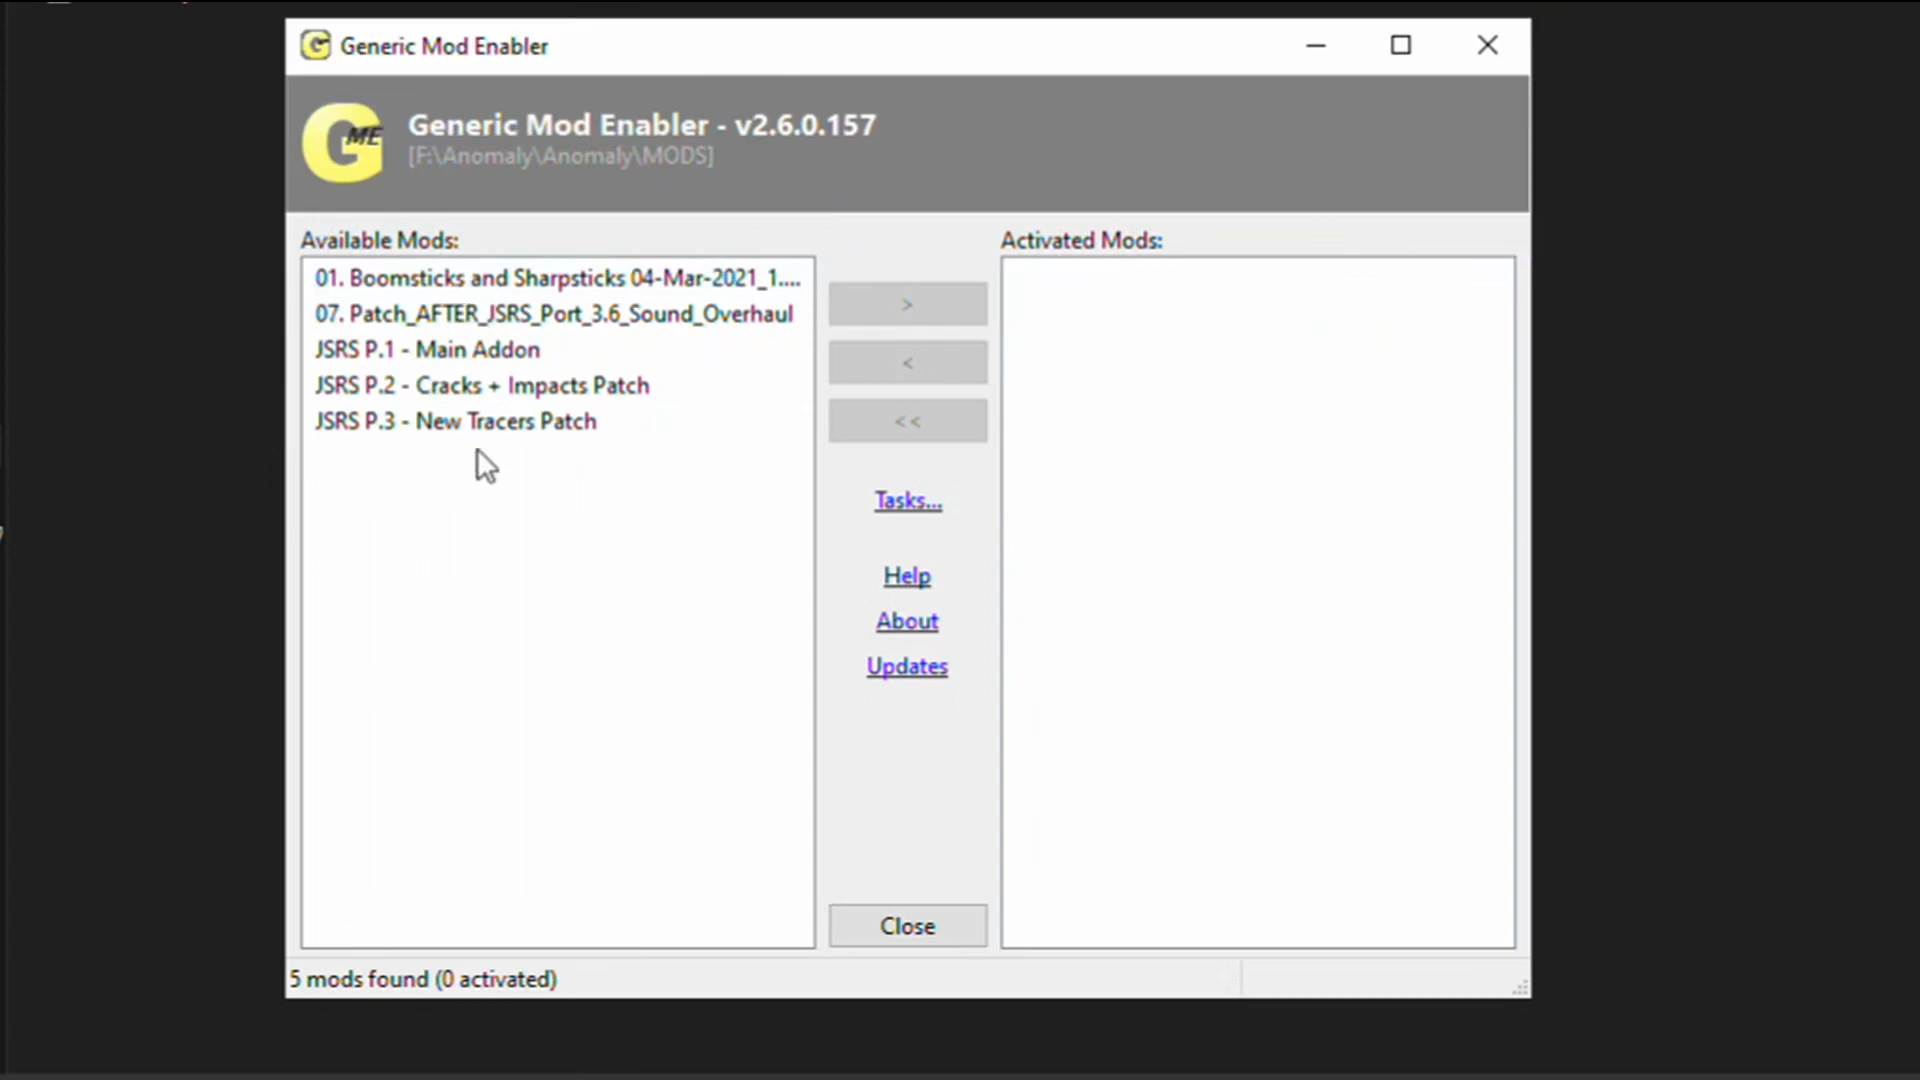 Generic Mod Enabler
GME
Generic Mod Enabler - v2.6.0.157
[F:\Anomaly\Anomaly\MODS]
Available Mods:
01. Boomsticks and Sharpsticks 04-Mar-2021_1....
07. Patch_AFTER_JSRS_Port_3.6_Sound_Overhaul
JSRS P.1 - Main Addon
JSRS P.2 - Cracks + Impacts Patch
JSRS P.3 - New Tracers Patch
>
<
<<
Tasks...
Help
About
Updates
Close
Activated Mods:
5 mods found (0 activated)